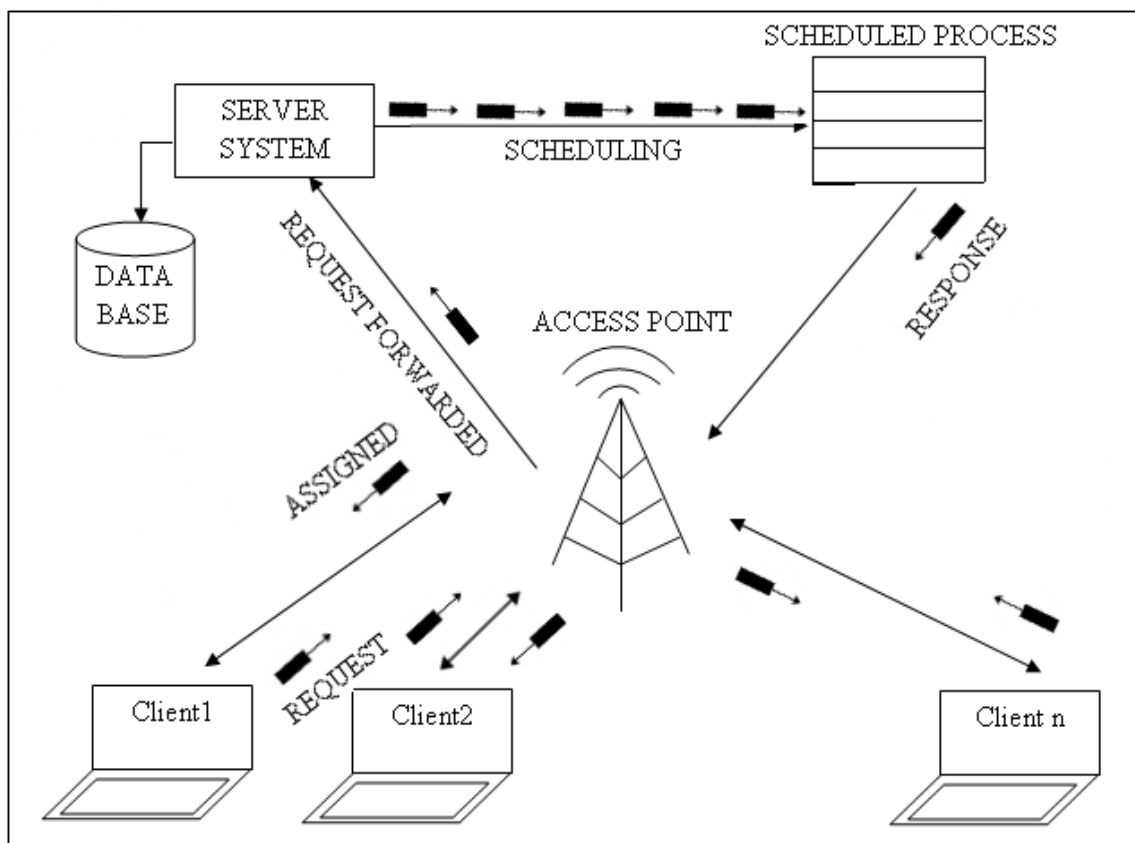 SCHEDULED PROCESS
SERVER
SYSTEM
SCHEDULING
DATA
BASE
REQUEST FORWARDED
ACCESS POINT
RESPONSE
ASSIGNED
REQUEST
Client1
Client2
Client n